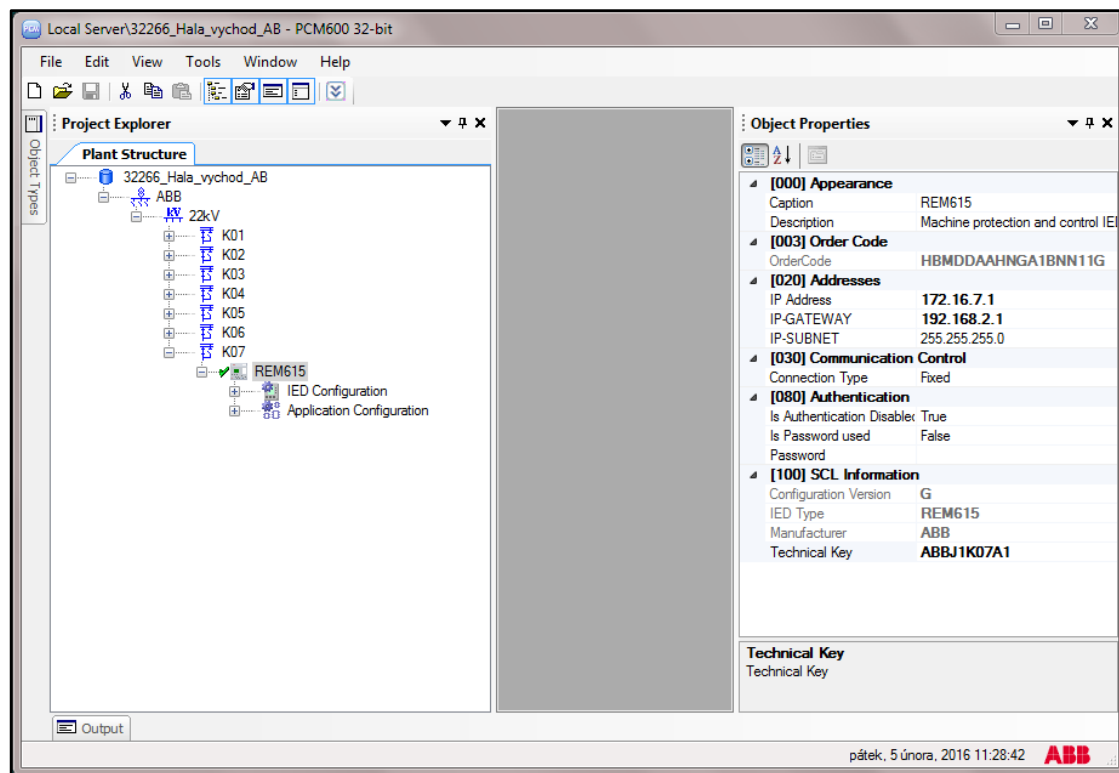 Local Server\32266_Hala_vychod_AB - PCM600 32-bit
File Edit View Tools Window Help
Object Types
Project Explorer
Plant Structure
32266_Hala_vychod_AB
ABB
22kV
K01
K02
K03
K04
K05
K06
K07
REM615
IED Configuration
Application Configuration
Object Properties
[000] Appearance
Caption REM615
Description Machine protection and control IEI
[003] Order Code
OrderCode HBMDDAAHNGA1BNN11G
[020] Addresses
IP Address 172.16.7.1
IP-GATEWAY 192.168.2.1
IP-SUBNET 255.255.255.0
[030] Communication Control
Connection Type Fixed
[080] Authentication
Is Authentication Disabled True
Is Password used False
Password
[100] SCL Information
Configuration Version G
IED Type REM615
Manufacturer ABB
Technical Key ABBJ1K07A1
Technical Key
Technical Key
Output
pátek, 5 února, 2016 11:28:42 ABB